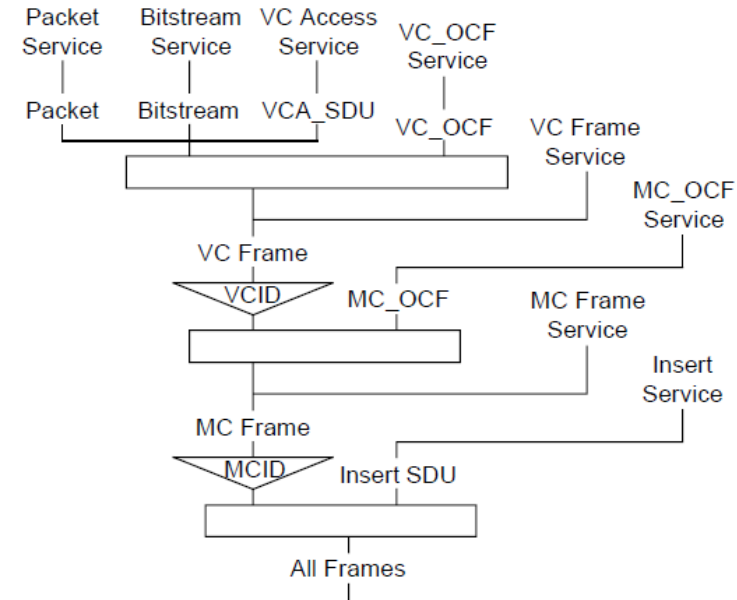 Packet Service
Bitstream Service
VC Access Service
VC_OCF Service
Packet
Bitstream
VCA_SDU
VC_OCF
VC Frame Service
MC_OCF Service
VC Frame
VCID
MC_OCF
MC Frame Service
Insert Service
MC Frame
MCID
Insert SDU
All Frames